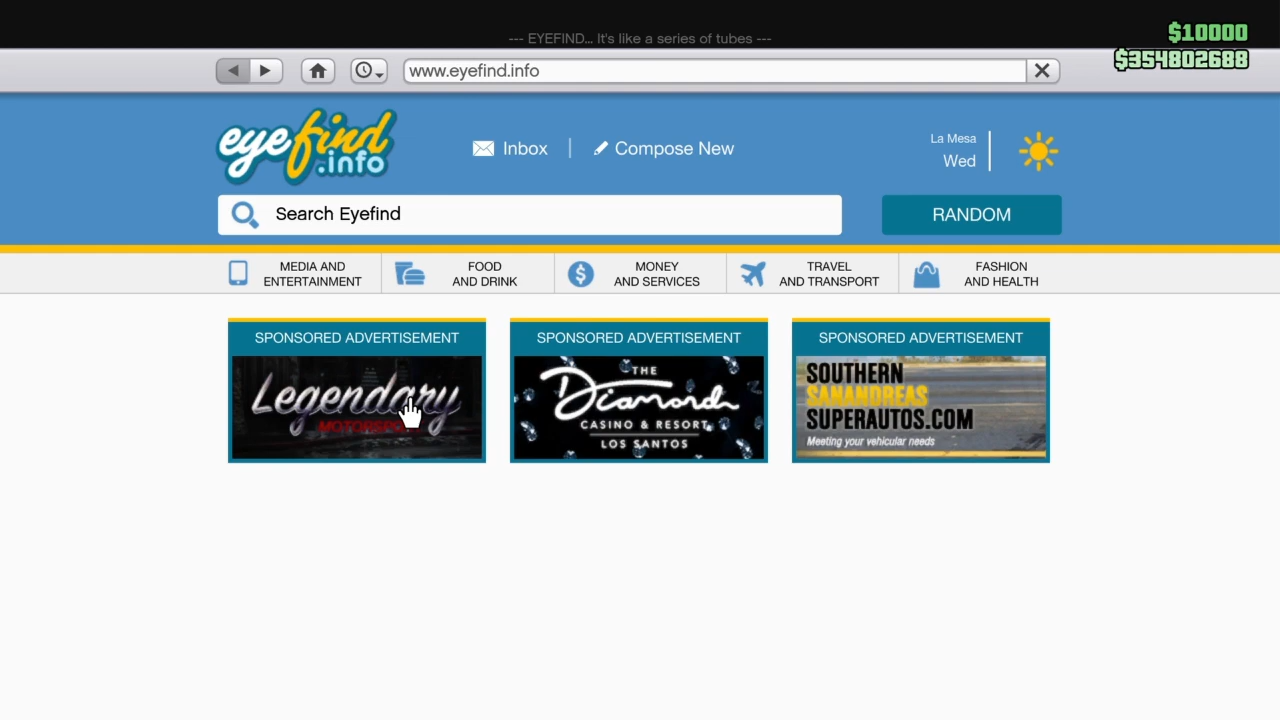 --- EYEFIND... It's like a series of tubes ---
$10000
$354802688
www.eyefind.info
eyefind
.info
Inbox
Compose New
La Mesa
Wed
Search Eyefind
RANDOM
MEDIA AND
ENTERTAINMENT
FOOD
AND DRINK
MONEY
AND SERVICES
TRAVEL
AND TRANSPORT
FASHION
AND HEALTH
SPONSORED ADVERTISEMENT
Legendary
SPONSORED ADVERTISEMENT
THE
Diamond
CASINO & RESORT
LOS SANTOS
SPONSORED ADVERTISEMENT
SOUTHERN
SANANDREAS
SUPERAUTOS.COM
Meeting your vehicular needs